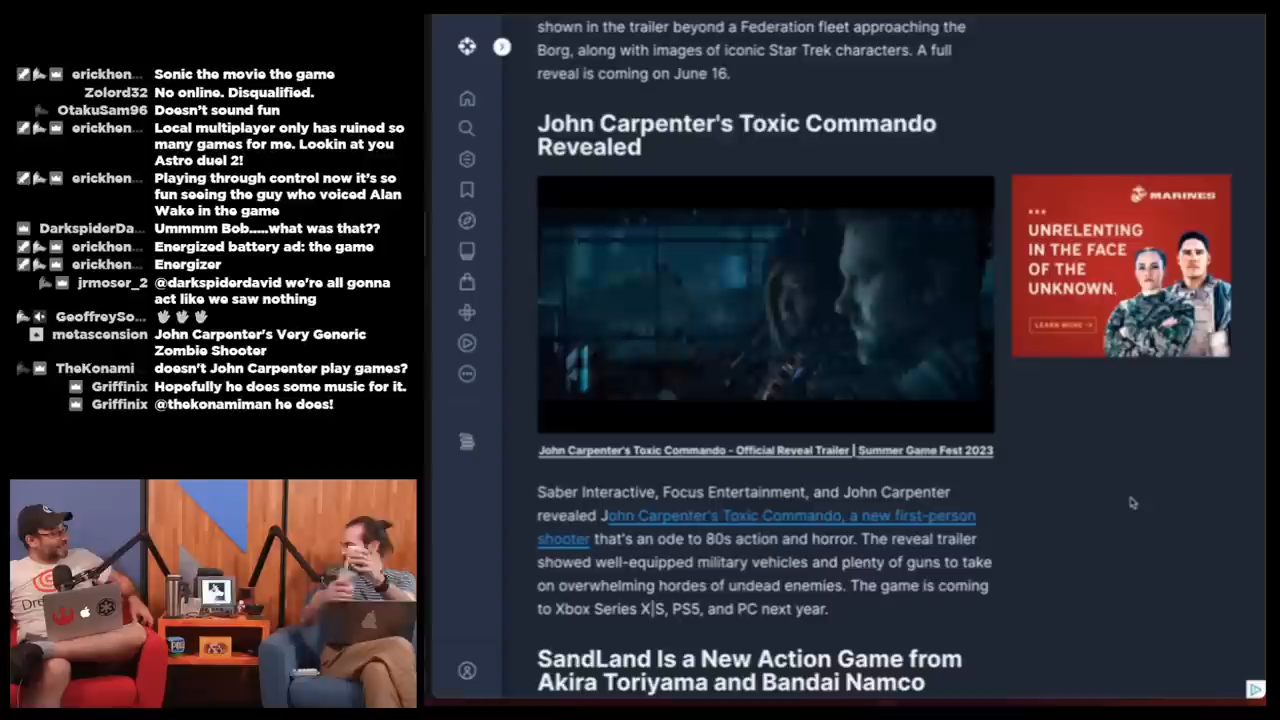 erickhen... Sonic the movie the game
Zolord32 No online. Disqualified.
OtakuSam96 Doesn't sound fun
erickhen... Local multiplayer only has ruined so
many games for me. Lookin at you
Astro duel 2!
erickhen... Playing through control now it's so
fun seeing the guy who voiced Alan
Wake in the game
DarkspiderDa... Ummmm Bob.....what was that??
erickhen... Energized battery ad: the game
erickhen... Energizer
jrmoser_2 @darkspiderdavid we're all gonna
act like we saw nothing
GeoffreySo...
metascension John Carpenter's Very Generic
Zombie Shooter
TheKonami doesn't John Carpenter play games?
Griffinix Hopefully he does some music for it.
Griffinix @thekonamiman he does!
shown in the trailer beyond a Federation fleet approaching the
Borg, along with images of iconic Star Trek characters. A full
reveal is coming on June 16.
John Carpenter's Toxic Commando
Revealed
John Carpenter's Toxic Commando - Official Reveal Trailer | Summer Game Fest 2023
Saber Interactive, Focus Entertainment, and John Carpenter
revealed John Carpenter's Toxic Commando, a new first-person
shooter that's an ode to 80s action and horror. The reveal trailer
showed well-equipped military vehicles and plenty of guns to take
on overwhelming hordes of undead enemies. The game is coming
to Xbox Series X|S, PS5, and PC next year.
SandLand Is a New Action Game from
Akira Toriyama and Bandai Namco
MARINES
UNRELENTING
IN THE FACE
OF THE
UNKNOWN.
LEARN MORE →